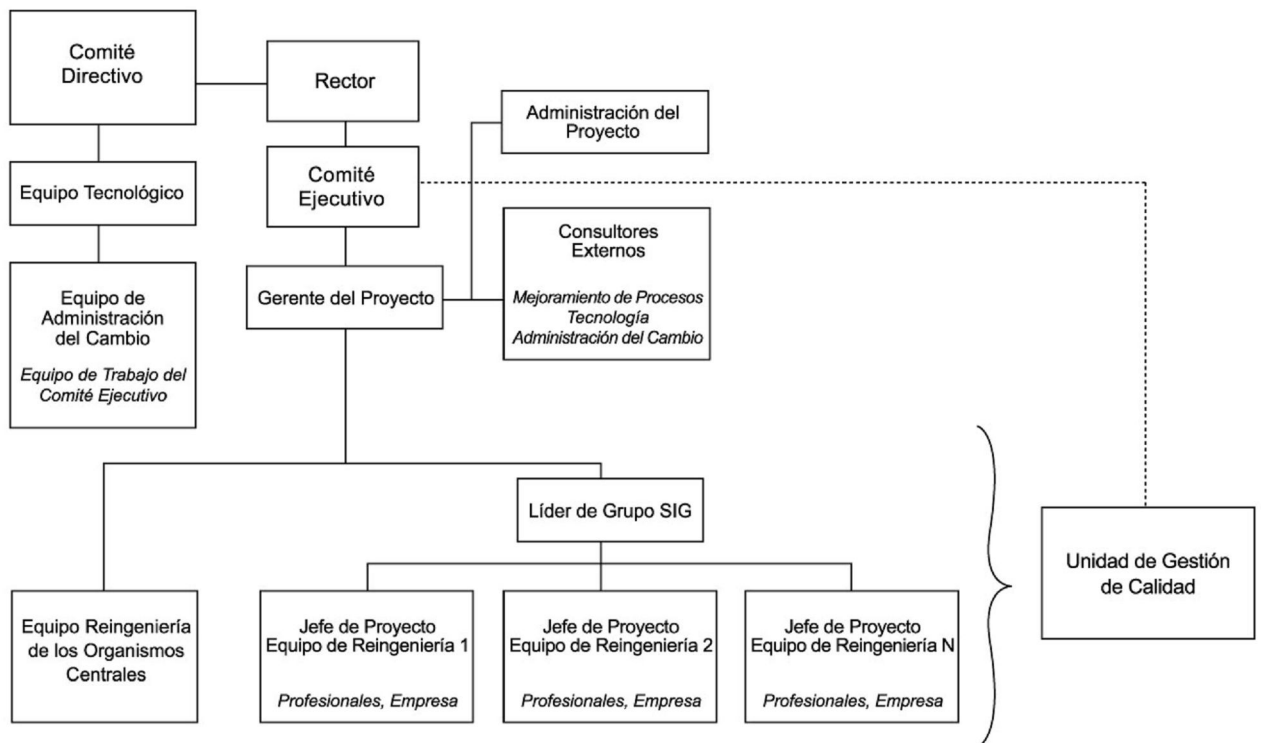 Comité
Directivo
Rector
Administración del
Proyecto
Equipo Tecnológico
Comité
Ejecutivo
Consultores
Externos
Mejoramiento de Procesos
Tecnología
Administración del Cambio
Gerente del Proyecto
Equipo de
Administración
del Cambio
Equipo de Trabajo del
Comité Ejecutivo
Líder de Grupo SIG
Unidad de Gestión
de Calidad
Equipo Reingeniería
de los Organismos
Centrales
Jefe de Proyecto
Equipo de Reingeniería 1
Profesionales, Empresa
Jefe de Proyecto
Equipo de Reingeniería 2
Profesionales, Empresa
Jefe de Proyecto
Equipo de Reingeniería N
Profesionales, Empresa